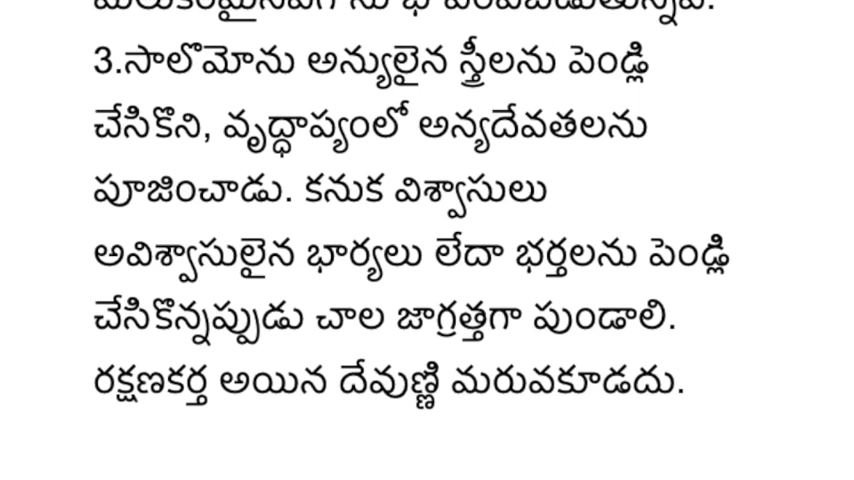 3.సాలొమోను అన్యులైన స్త్రీలను పెండ్లి
చేసికొని, వృద్ధాప్యంలో అన్యదేవతలను
పూజించాడు. కనుక విశ్వాసులు
అవిశ్వాసులైన భార్యలు లేదా భర్తలను పెండ్లి
చేసికొన్నప్పుడు చాల జాగ్రత్తగా పుండాలి.
రక్షణకర్త అయిన దేవుణ్ణి మరువకూడదు.